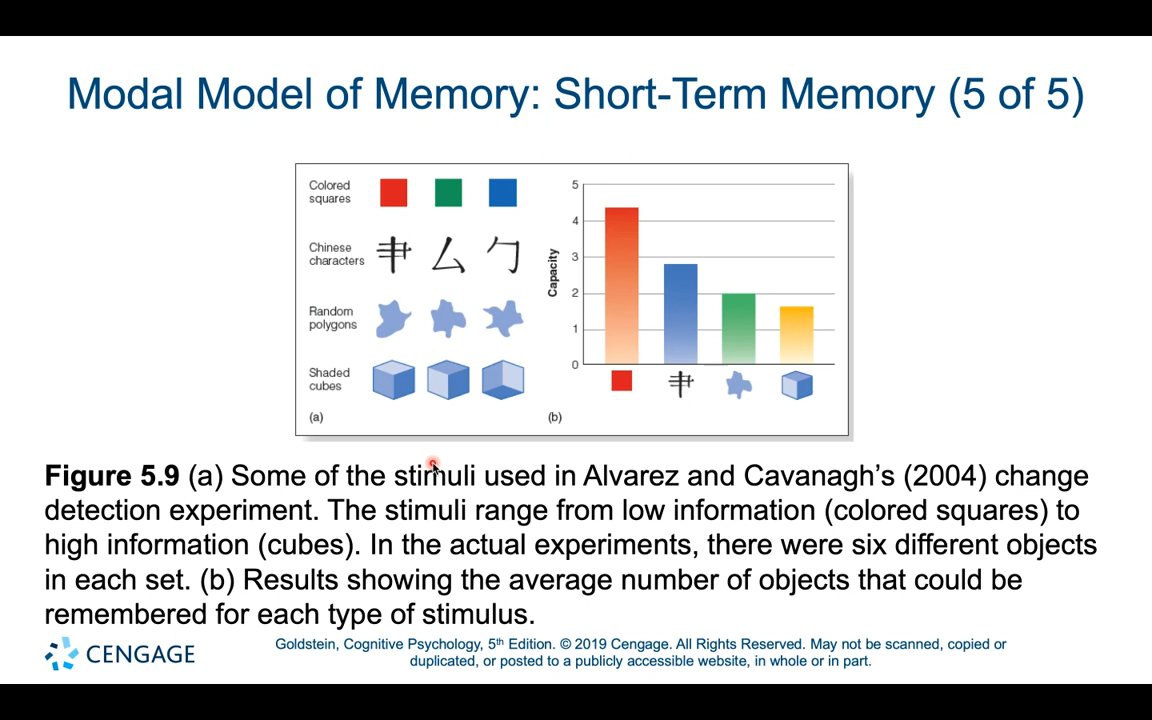 Modal Model of Memory: Short-Term Memory (5 of 5)
Colored
squares
Chinese
characters
Random
polygons
Shaded
cubes
(a)
Capacity
5
4
3
2
1
0
(b)
Figure 5.9 (a) Some of the stimuli used in Alvarez and Cavanagh’s (2004) change
detection experiment. The stimuli range from low information (colored squares) to
high information (cubes). In the actual experiments, there were six different objects
in each set. (b) Results showing the average number of objects that could be
remembered for each type of stimulus.
CENGAGE
Goldstein, Cognitive Psychology, 5th Edition. © 2019 Cengage. All Rights Reserved. May not be scanned, copied or
duplicated, or posted to a publicly accessible website, in whole or in part.